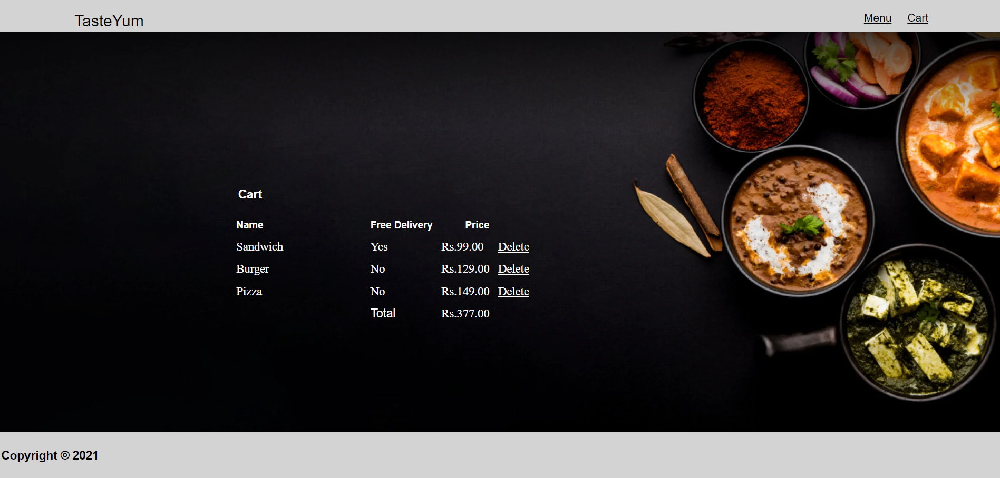 TasteYum Menu Cart
Cart
Name Free Delivery Price
Sandwich Yes Rs.99.00 Delete
Burger No Rs.129.00 Delete
Pizza No Rs.149.00 Delete
Total Rs.377.00
Copyright © 2021